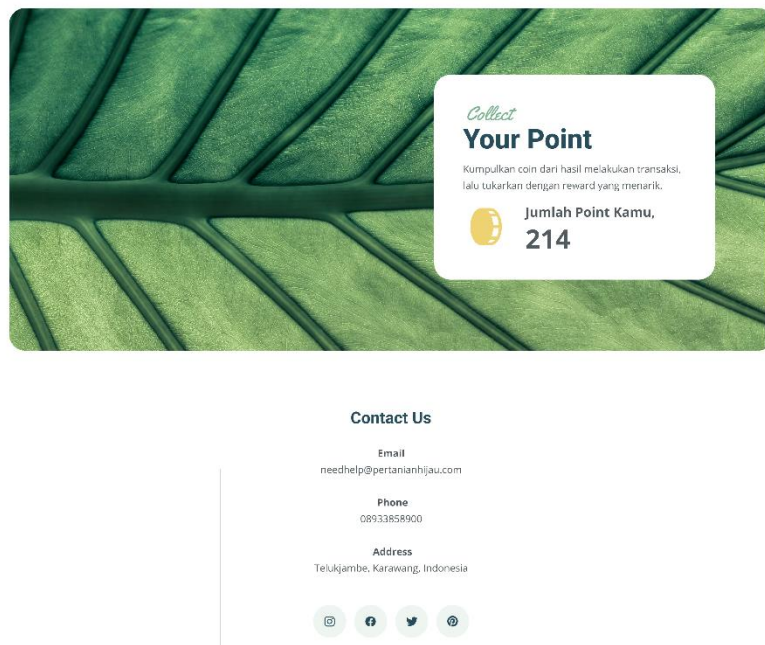 Collect
Your Point
Kumpulkan coin dari hasil melakukan transaksi,
lalu tukarkan dengan reward yang menarik.
Jumlah Point Kamu,
214
Contact Us
Email
needhelp@pertanianhijau.com
Phone
08933858900
Address
Telukjambe, Karawang, Indonesia